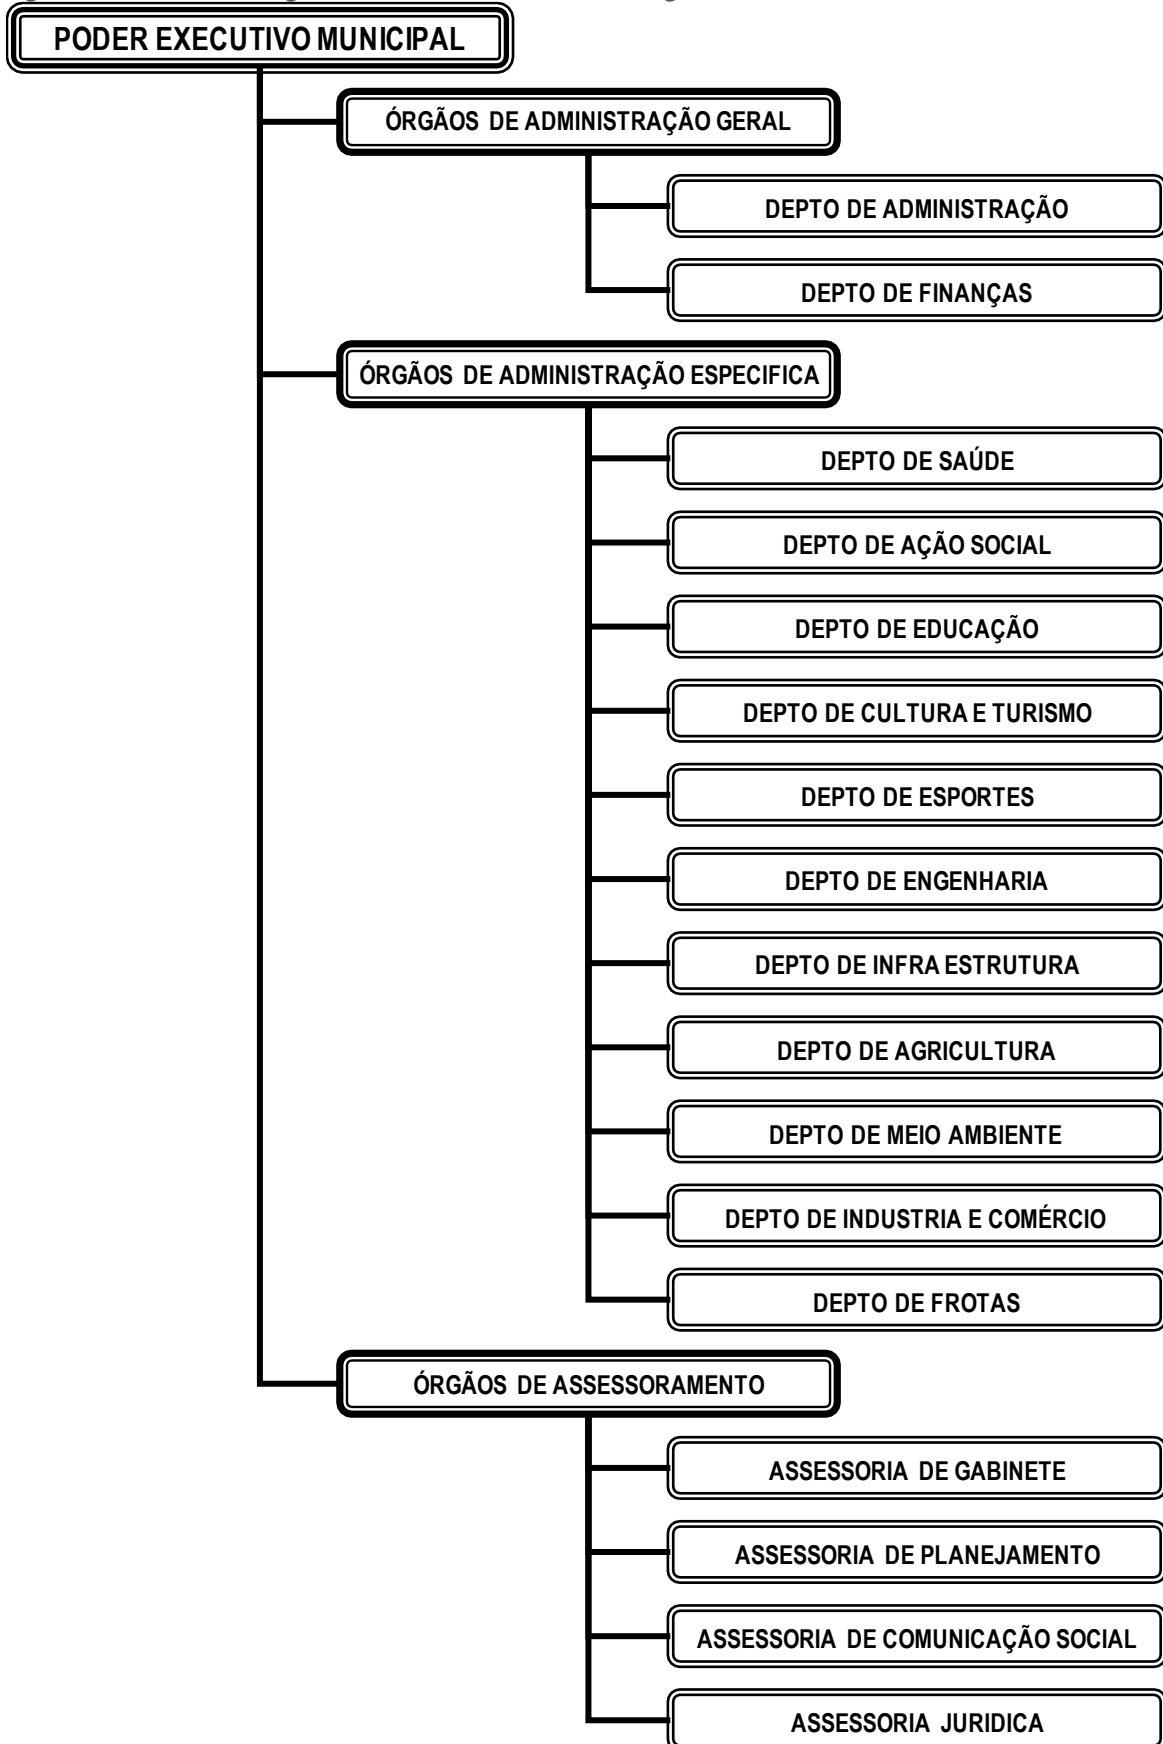 PODER EXECUTIVO MUNICIPAL
ÓRGÃOS DE ADMINISTRAÇÃO GERAL
DEPTO DE ADMINISTRAÇÃO
DEPTO DE FINANÇAS
ÓRGÃOS DE ADMINISTRAÇÃO ESPECIFICA
DEPTO DE SAÚDE
DEPTO DE AÇÃO SOCIAL
DEPTO DE EDUCAÇÃO
DEPTO DE CULTURA E TURISMO
DEPTO DE ESPORTES
DEPTO DE ENGENHARIA
DEPTO DE INFRA ESTRUTURA
DEPTO DE AGRICULTURA
DEPTO DE MEIO AMBIENTE
DEPTO DE INDUSTRIA E COMÉRCIO
DEPTO DE FROTAS
ÓRGÃOS DE ASSESSORAMENTO
ASSESSORIA DE GABINETE
ASSESSORIA DE PLANEJAMENTO
ASSESSORIA DE COMUNICAÇÃO SOCIAL
ASSESSORIA JURIDICA